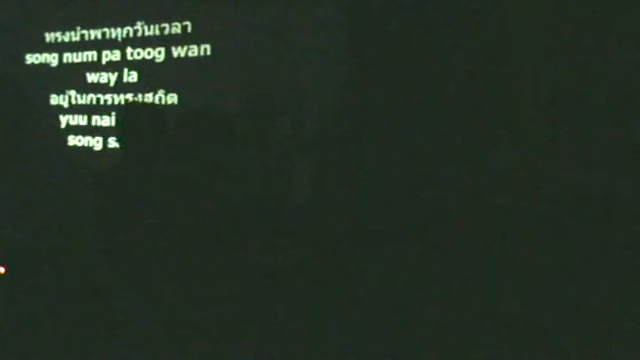 ทรงนำพาทุกวันเวลา
song num pa toog wan
way la
อยู่ในการทรงสถิต
yuu nai
song s